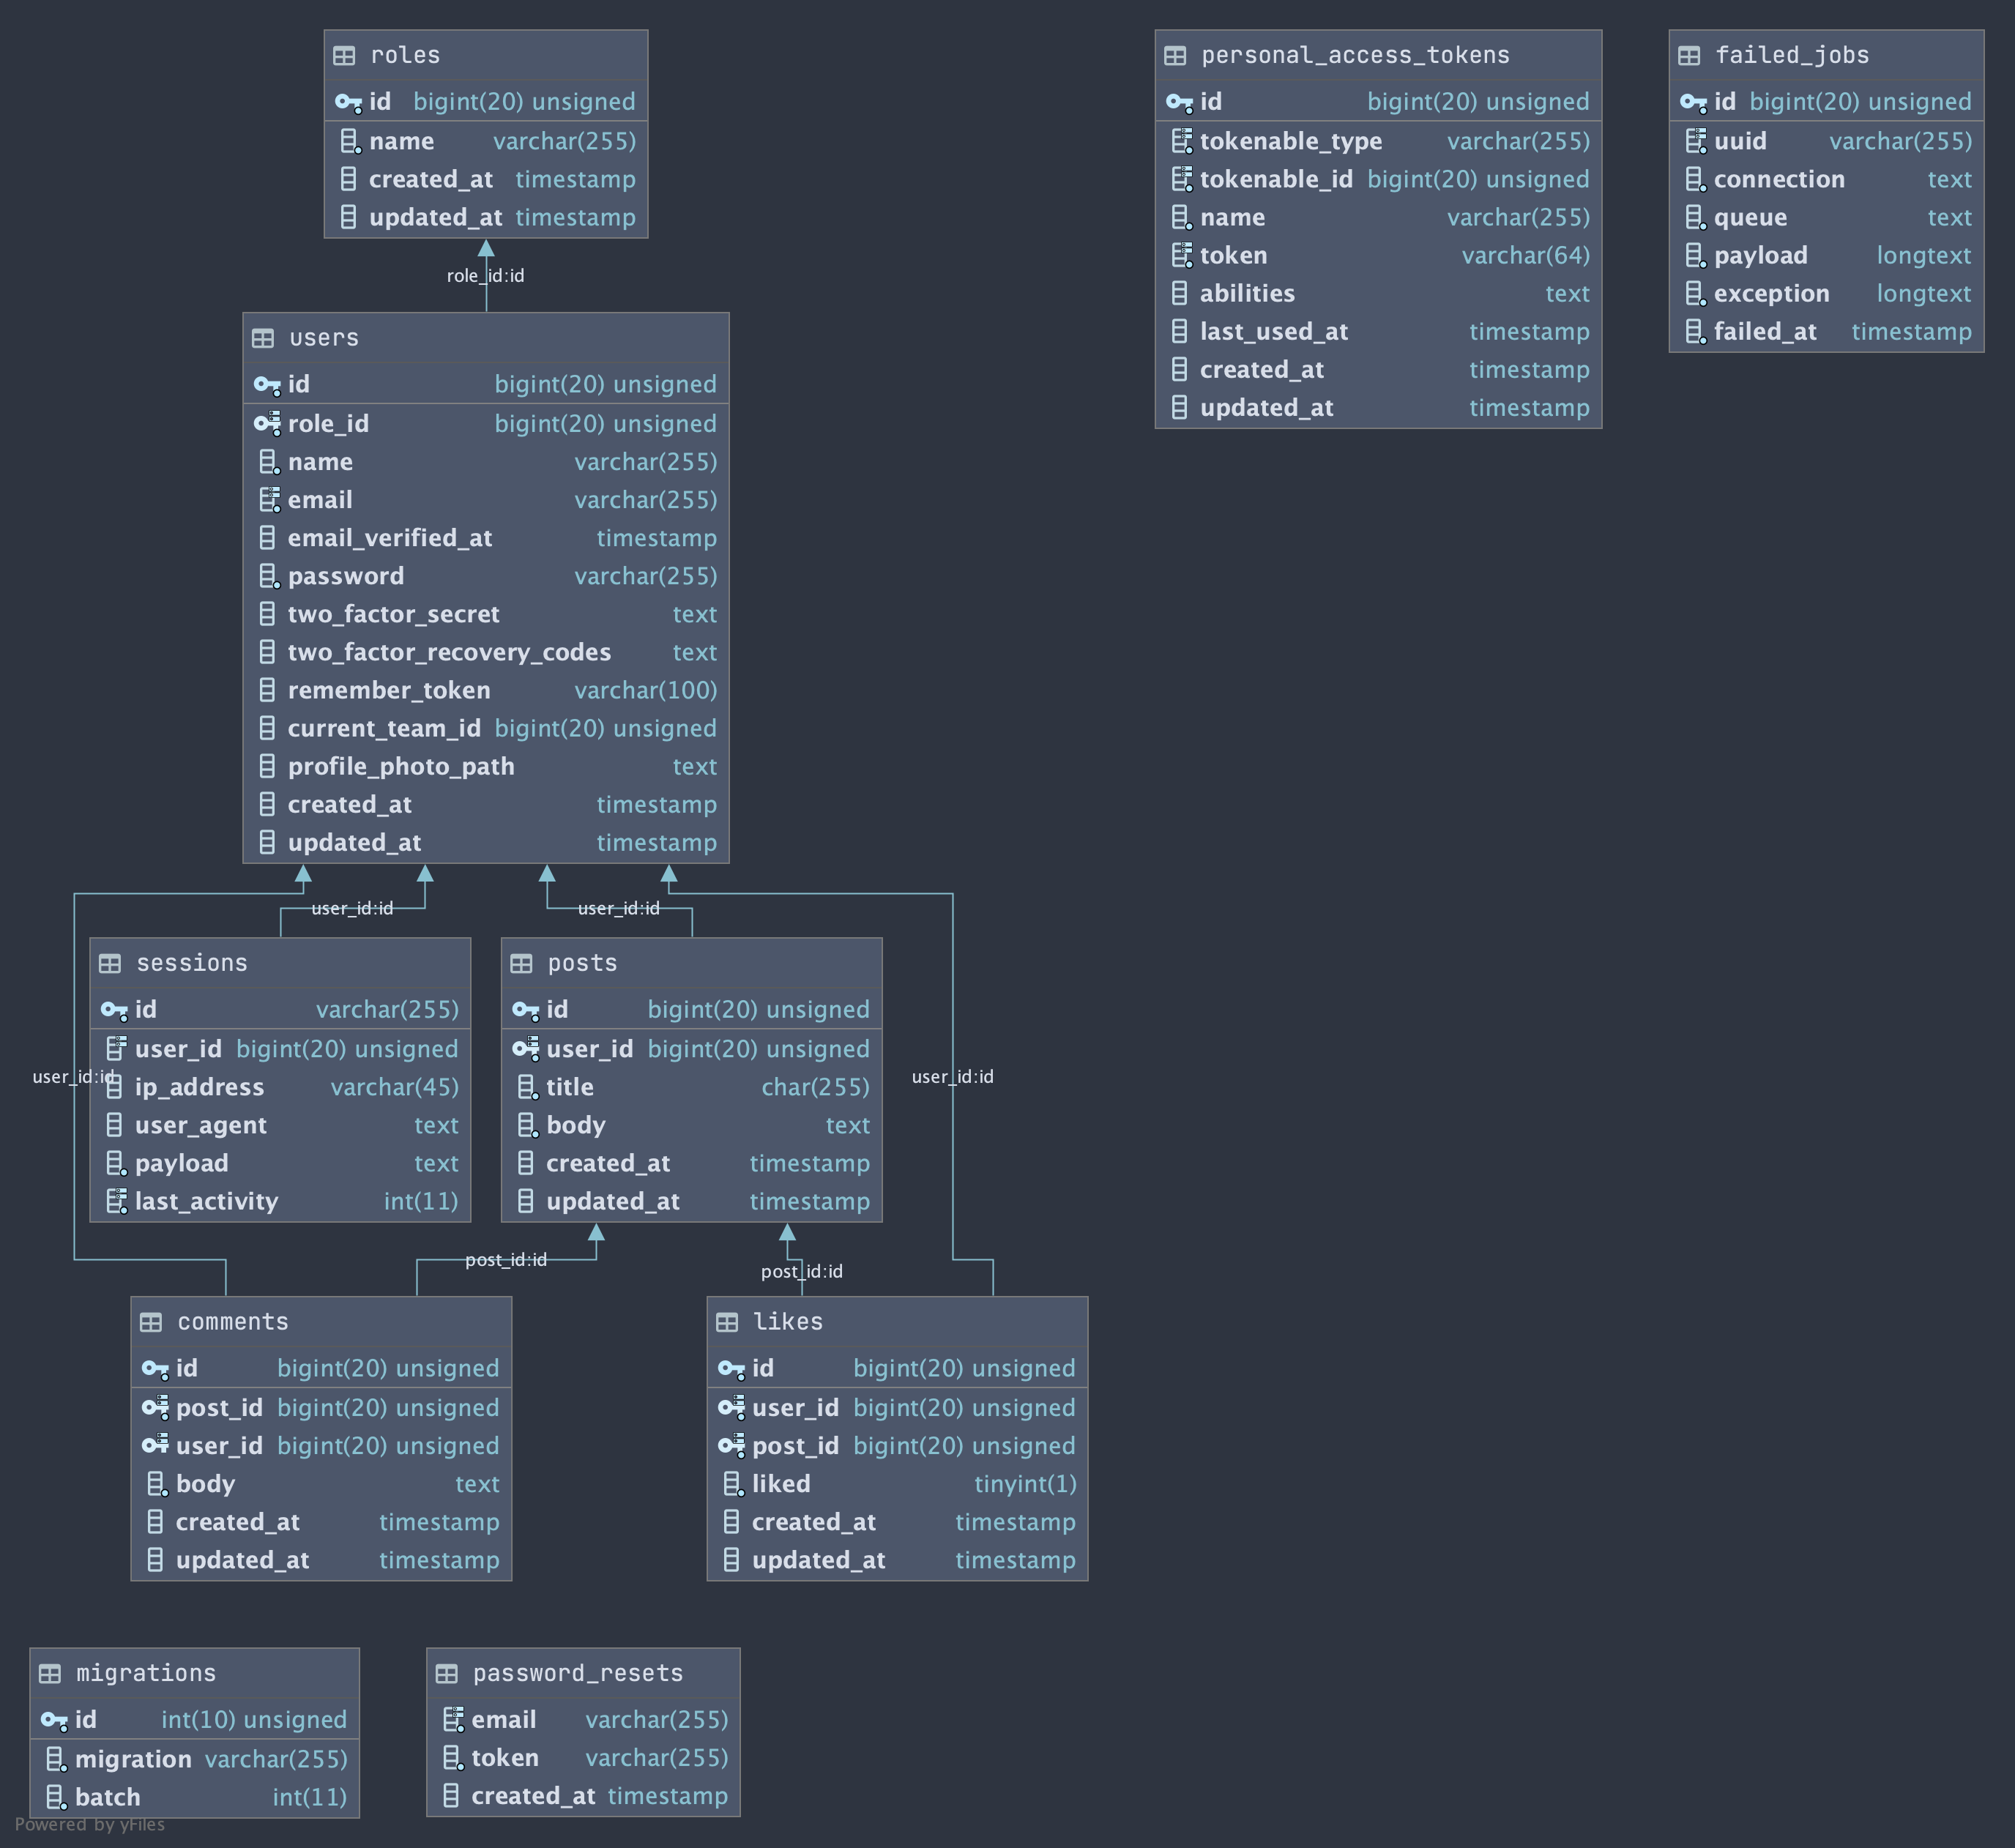 roles
id bigint(20) unsigned
name varchar(255)
created_at timestamp
updated_at timestamp
role_id:id
users
id bigint(20) unsigned
role_id bigint(20) unsigned
name varchar(255)
email varchar(255)
email_verified_at timestamp
password varchar(255)
two_factor_secret text
two_factor_recovery_codes text
remember_token varchar(100)
current_team_id bigint(20) unsigned
profile_photo_path text
created_at timestamp
updated_at timestamp
personal_access_tokens
id bigint(20) unsigned
tokenable_type varchar(255)
tokenable_id bigint(20) unsigned
name varchar(255)
token varchar(64)
abilities text
last_used_at timestamp
created_at timestamp
updated_at timestamp
failed_jobs
id bigint(20) unsigned
uuid varchar(255)
connection text
queue text
payload longtext
exception longtext
failed_at timestamp
user_id:id
user_id:id
user_id:id
sessions
id varchar(255)
user_id bigint(20) unsigned
ip_address varchar(45)
user_agent text
payload text
last_activity int(11)
posts
id bigint(20) unsigned
user_id bigint(20) unsigned
title char(255)
body text
created_at timestamp
updated_at timestamp
user_id:id
post_id:id
post_id:id
comments
id bigint(20) unsigned
post_id bigint(20) unsigned
user_id bigint(20) unsigned
body text
created_at timestamp
updated_at timestamp
likes
id bigint(20) unsigned
user_id bigint(20) unsigned
post_id bigint(20) unsigned
liked tinyint(1)
created_at timestamp
updated_at timestamp
migrations
id int(10) unsigned
migration varchar(255)
batch int(11)
password_resets
email varchar(255)
token varchar(255)
created_at timestamp
Powered by yFiles